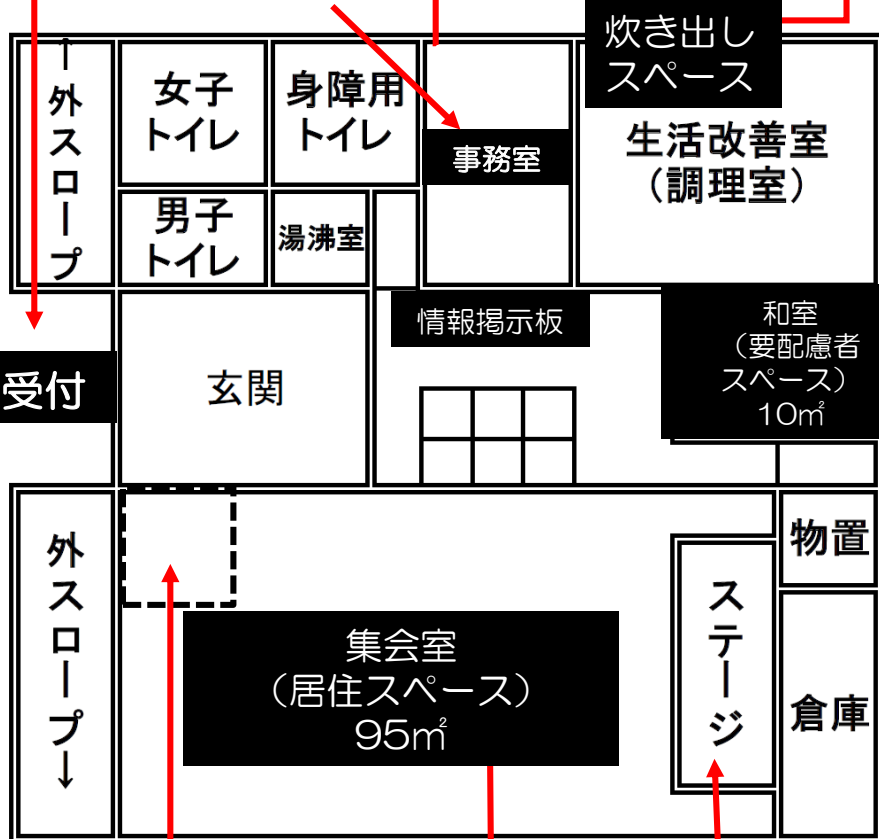 炊き出し
スペース
↑外スロープ
女子
トイレ
身障用
トイレ
事務室
生活改善室
（調理室）
男子
トイレ
湯沸室
情報掲示板
和室
（要配慮者
スペース）
10㎡
受付
玄関
外スロープ↓
集会室
（居住スペース）
95㎡
ステージ
物置
倉庫